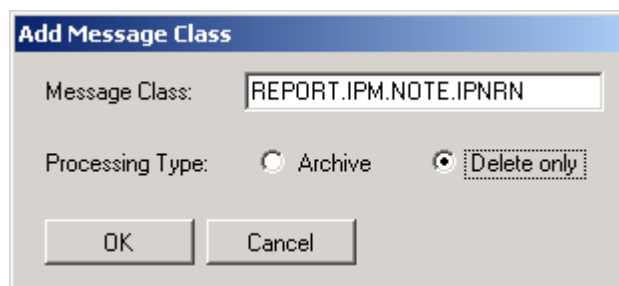 Add Message Class
Message Class: REPORT.IPM.NOTE.IPNRN
Processing Type: Archive Delete only
OK Cancel